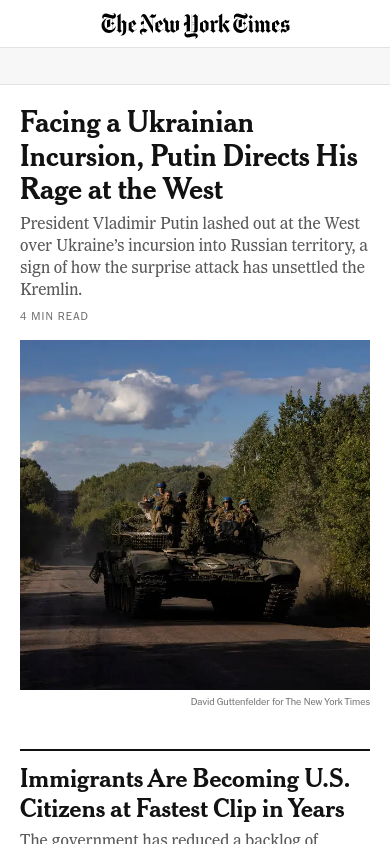 The New York Times
Facing a Ukrainian
Incursion, Putin Directs His
Rage at the West
President Vladimir Putin lashed out at the West
over Ukraine’s incursion into Russian territory, a
sign of how the surprise attack has unsettled the
Kremlin.
4 MIN READ
David Guttenfelder for The New York Times
Immigrants Are Becoming U.S.
Citizens at Fastest Clip in Years
The government has reduced a backlog of